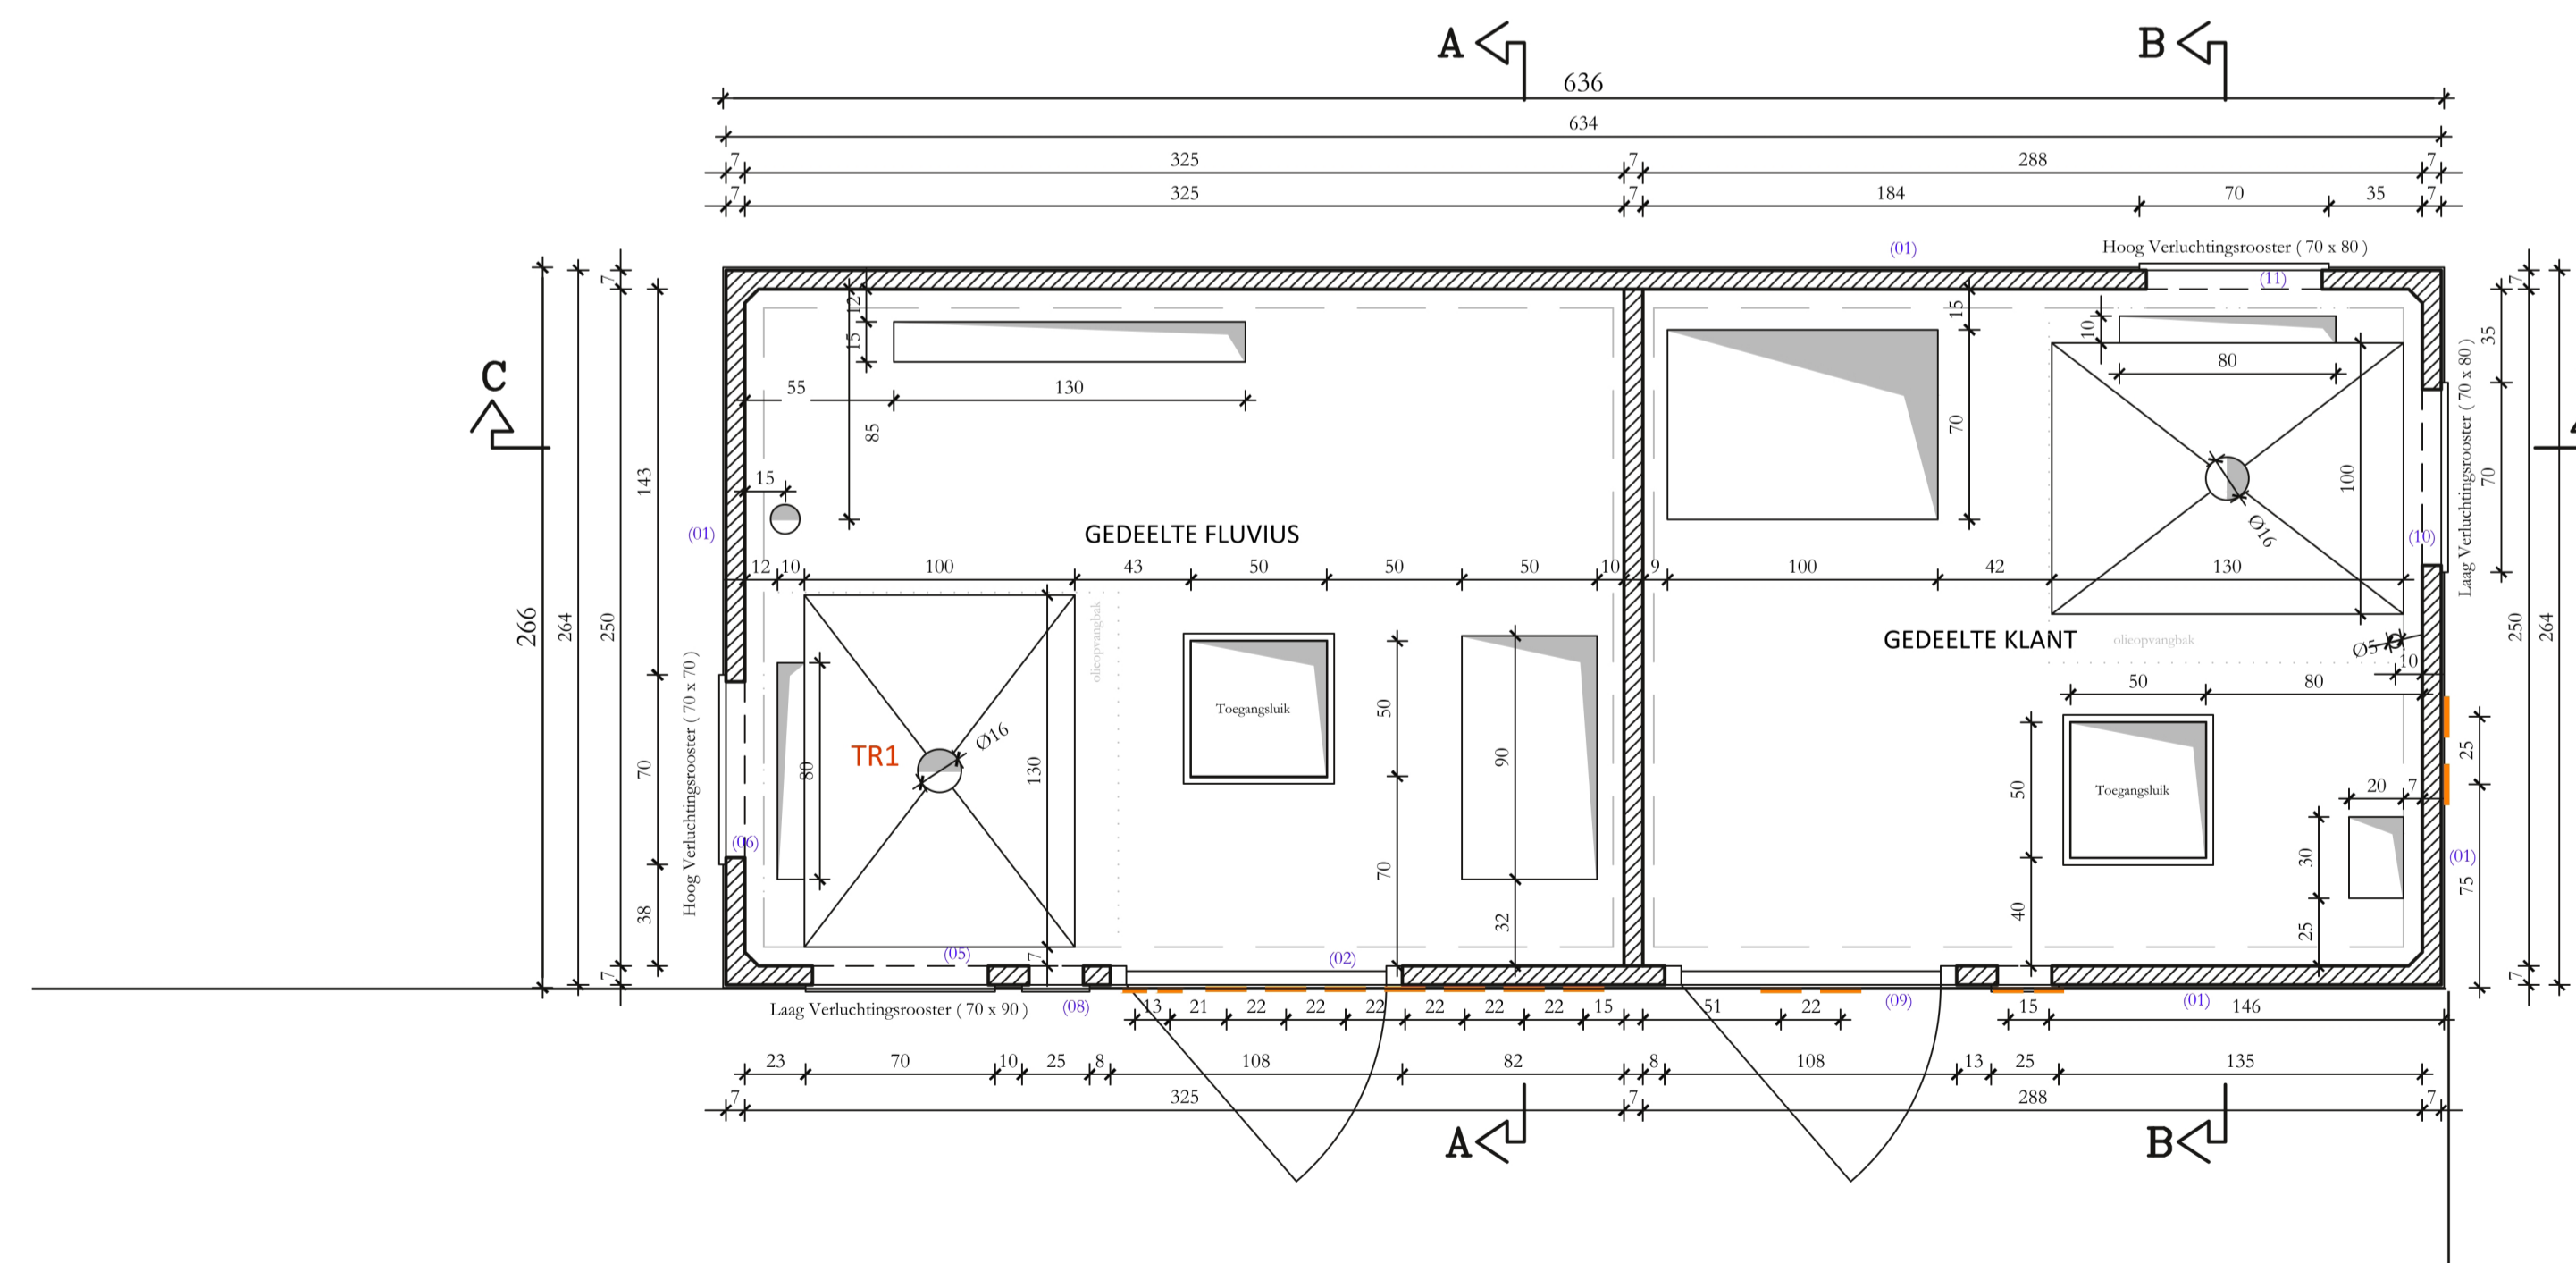 A
B
636
634
7 325 7 288 7
7 325 7 184 70 35 7
(01)
Hoog Verluchtingsrooster ( 70 x 80 )
(11)
7
12
15
55
130
85
15
10
80
35
7
C
15
70
100
Ø16
70
Laag Verluchtingsrooster ( 70 x 80 )
143
15
(01)
GEDEELTE FLUVIUS
(10)
12 10 100 43 50 50 50 10 9 100 42 130
266
264
250
olieopvangbak
GEDEELTE KLANT
olieopvangbak
Ø5
10
250
264
50
80
Hoog Verluchtingsrooster ( 70 x 70 )
70
80
TR1
Ø16
130
Toegangsluik
50
90
50
Toegangsluik
25
20 7
(06)
30
(01)
75
38
70
32
40
25
(05)
7
(02)
7
7
Laag Verluchtingsrooster ( 70 x 90 )
(08)
13 21 22 22 22 22 22 22 15 51 22
(09)
15
(01)
146
23 70 10 25 8 108 82 8 108 13 25 135
7 325 7 288 7
A
B